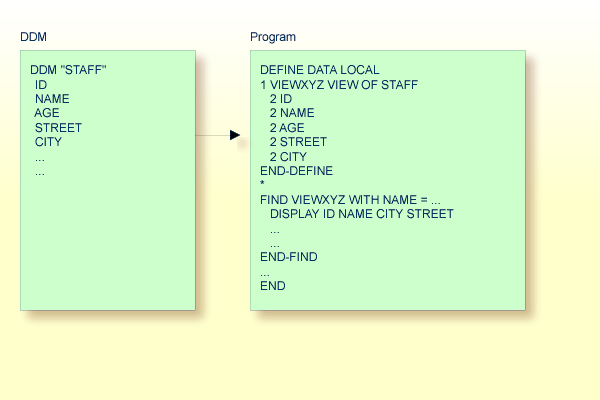 DDM
DDM "STAFF"
ID
NAME
AGE
STREET
CITY
...
...
Program
DEFINE DATA LOCAL
1 VIEWXYZ VIEW OF STAFF
2 ID
2 NAME
2 AGE
2 STREET
2 CITY
END-DEFINE
*
FIND VIEWXYZ WITH NAME = ...
DISPLAY ID NAME CITY STREET
...
...
END-FIND
...
END